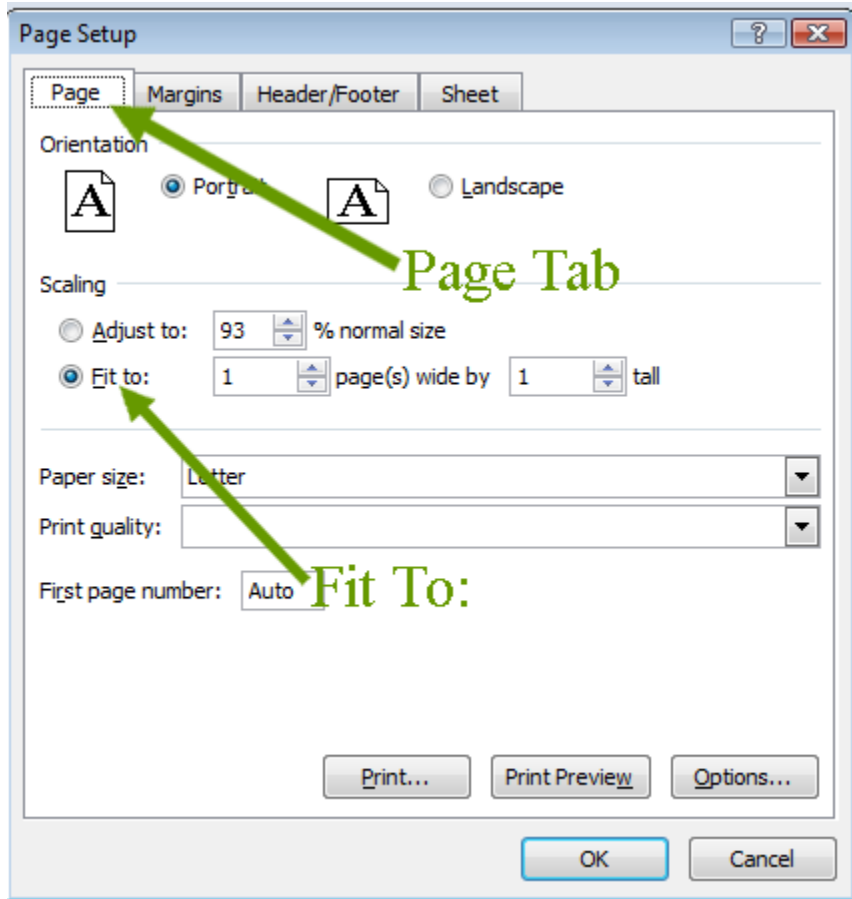 Page Setup
Page Margins Header/Footer Sheet
Orientation
A Portrait A Landscape
Page Tab
Scaling
Adjust to: 93 % normal size
Fit to: 1 page(s) wide by 1 tall
Paper size: Letter
Print quality:
First page number: Auto
Fit To:
Print... Print Preview Options...
OK Cancel